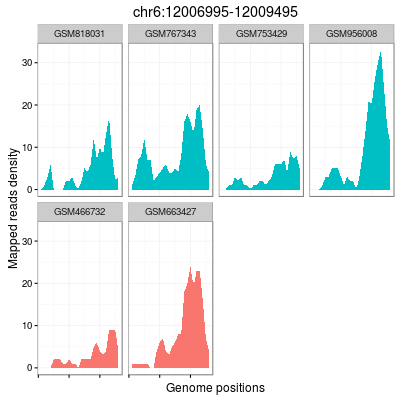 chr6:12006995-12009495
GSM818031 GSM767343 GSM753429 GSM956008
30
20
10
0
GSM466732 GSM663427
30
20
10
0
Mapped reads density
Genome positions